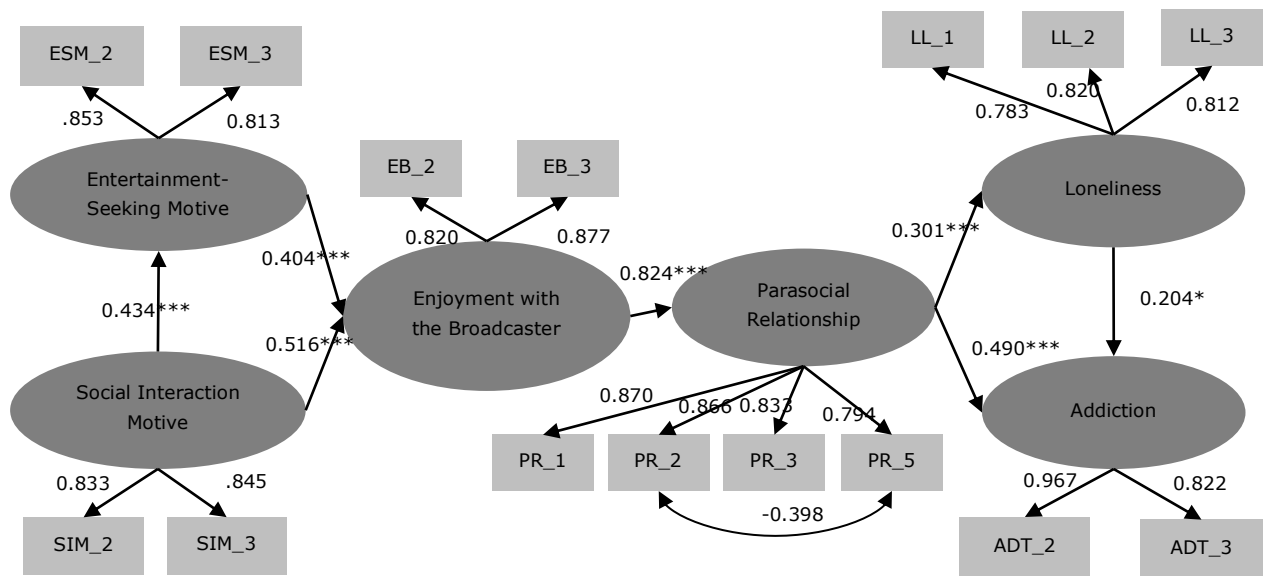 ESM_2
ESM_3
LL_1
LL_2
LL_3
.853
0.813
0.783
0.820
0.812
Entertainment-
Seeking Motive
EB_2
EB_3
Loneliness
0.404***
0.820
0.877
0.301***
0.434***
Enjoyment with
the Broadcaster
0.824***
Parasocial
Relationship
0.204*
0.516***
0.490***
Social Interaction
Motive
0.870
0.866
0.833
0.794
Addiction
PR_1
PR_2
PR_3
PR_5
0.833
.845
-0.398
0.967
0.822
SIM_2
SIM_3
ADT_2
ADT_3